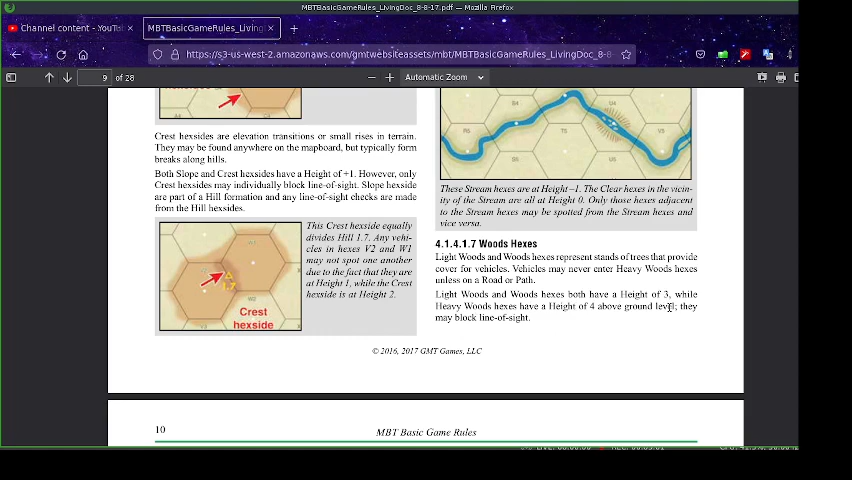 MBTBasicGameRules_LivingDoc_8-8-17.pdf — Mozilla Firefox
Channel content - YouTu
MBTBasicGameRules_Living
https://s3-us-west-2.amazonaws.com/gmtwebsiteassets/mbt/MBTBasicGameRules_LivingDoc_8-8-
9 of 28
Automatic Zoom
Crest hexsides are elevation transitions or small rises in terrain.
They may be found anywhere on the mapboard, but typically form
breaks along hills.
Both Slope and Crest hexsides have a Height of +1. However, only
Crest hexsides may individually block line-of-sight. Slope hexside
are part of a Hill formation and any line-of-sight checks are made
from the Hill hexsides.
This Crest hexside equally
divides Hill 1.7. Any vehi-
cles in hexes V2 and W1
may not spot one another
due to the fact that they are
at Height 1, while the Crest
hexside is at Height 2.
1.7
W2
Crest
hexside
© 2016, 2017 GMT Games, LLC
These Stream hexes are at Height –1. The Clear hexes in the vicin-
ity of the Stream are all at Height 0. Only those hexes adjacent
to the Stream hexes may be spotted from the Stream hexes and
vice versa.
4.1.4.1.7 Woods Hexes
Light Woods and Woods hexes represent stands of trees that provide
cover for vehicles. Vehicles may never enter Heavy Woods hexes
unless on a Road or Path.
Light Woods and Woods hexes both have a Height of 3, while
Heavy Woods hexes have a Height of 4 above ground level; they
may block line-of-sight.
10
MBT Basic Game Rules